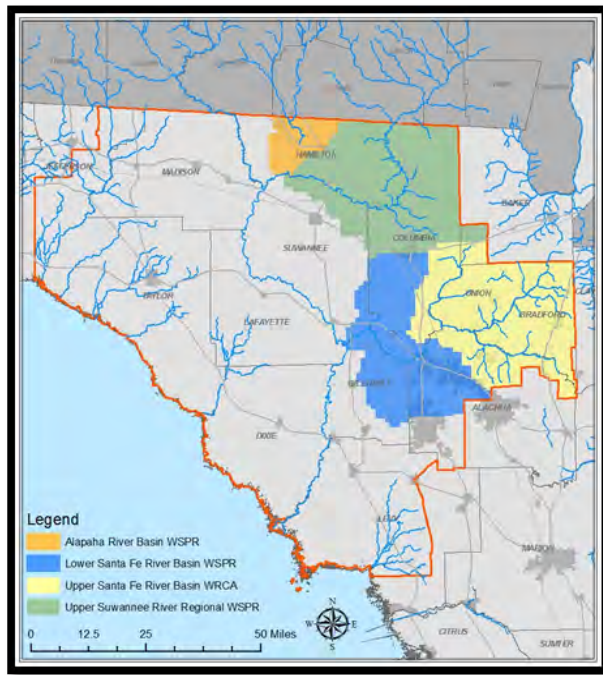 HAMILTON
MADISON
BAKER
COLUMBIA
SUWANNEE
UNION
TAYLOR
BRADFORD
LAFAYETTE
GILCHRIST
ALACHUA
DIXIE
LEVY
MARION
CITRUS
SUMTER
Legend
Alapaha River Basin WSPR
Lower Santa Fe River Basin WSPR
Upper Santa Fe River Basin WRCA
Upper Suwannee River Regional WSPR
N
W
E
S
0 12.5 25 50 Miles